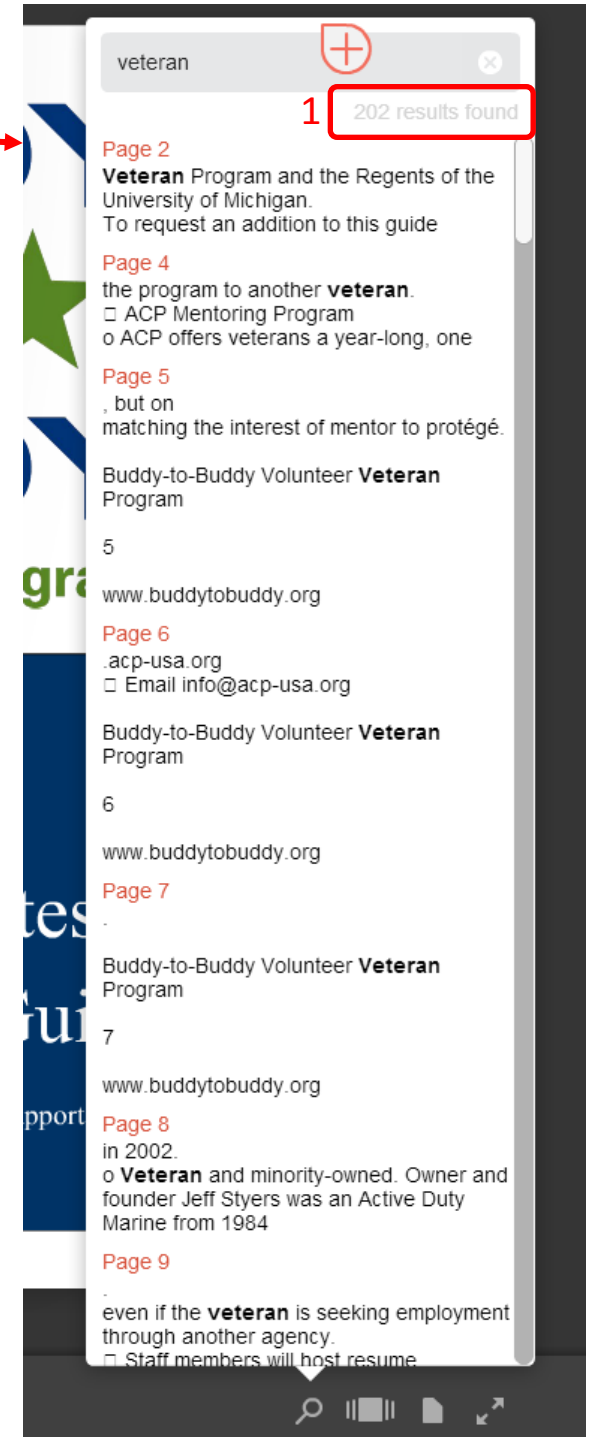 veteran
1
202 results found
Page 2
Veteran Program and the Regents of the
University of Michigan.
To request an addition to this guide
Page 4
the program to another veteran.
□ ACP Mentoring Program
o ACP offers veterans a year-long, one
Page 5
, but on
matching the interest of mentor to protégé.
Buddy-to-Buddy Volunteer Veteran
Program
5
www.buddytobuddy.org
Page 6
.acp-usa.org
□ Email info@acp-usa.org
Buddy-to-Buddy Volunteer Veteran
Program
6
www.buddytobuddy.org
Page 7
.
Buddy-to-Buddy Volunteer Veteran
Program
7
www.buddytobuddy.org
Page 8
in 2002.
o Veteran and minority-owned. Owner and
founder Jeff Styers was an Active Duty
Marine from 1984
Page 9
.
even if the veteran is seeking employment
through another agency.
□ Staff members will host resume